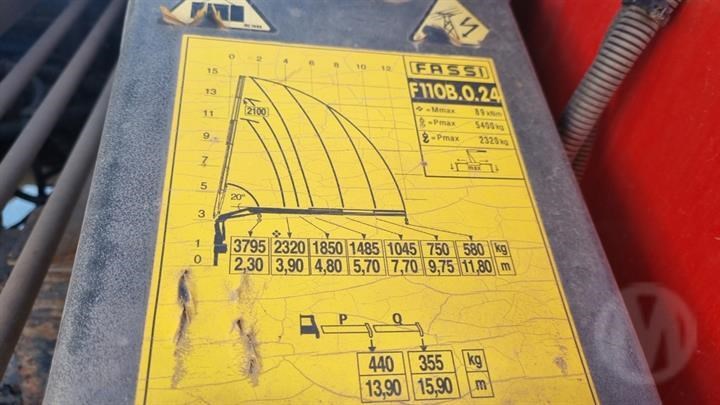 0 2 4 6 8 10 12
15
13
11
9
7
5
3
1
0
2100
20°
FASSI
F110B.0.24
Mmax 89 kNm
Pmax 5400 kg
Pmax 2320 kg
max
3795 2320 1850 1485 1045 750 580 kg
2,30 3,90 4,80 5,70 7,70 9,75 11,80 m
P Q
440 355 kg
13,90 15,90 m